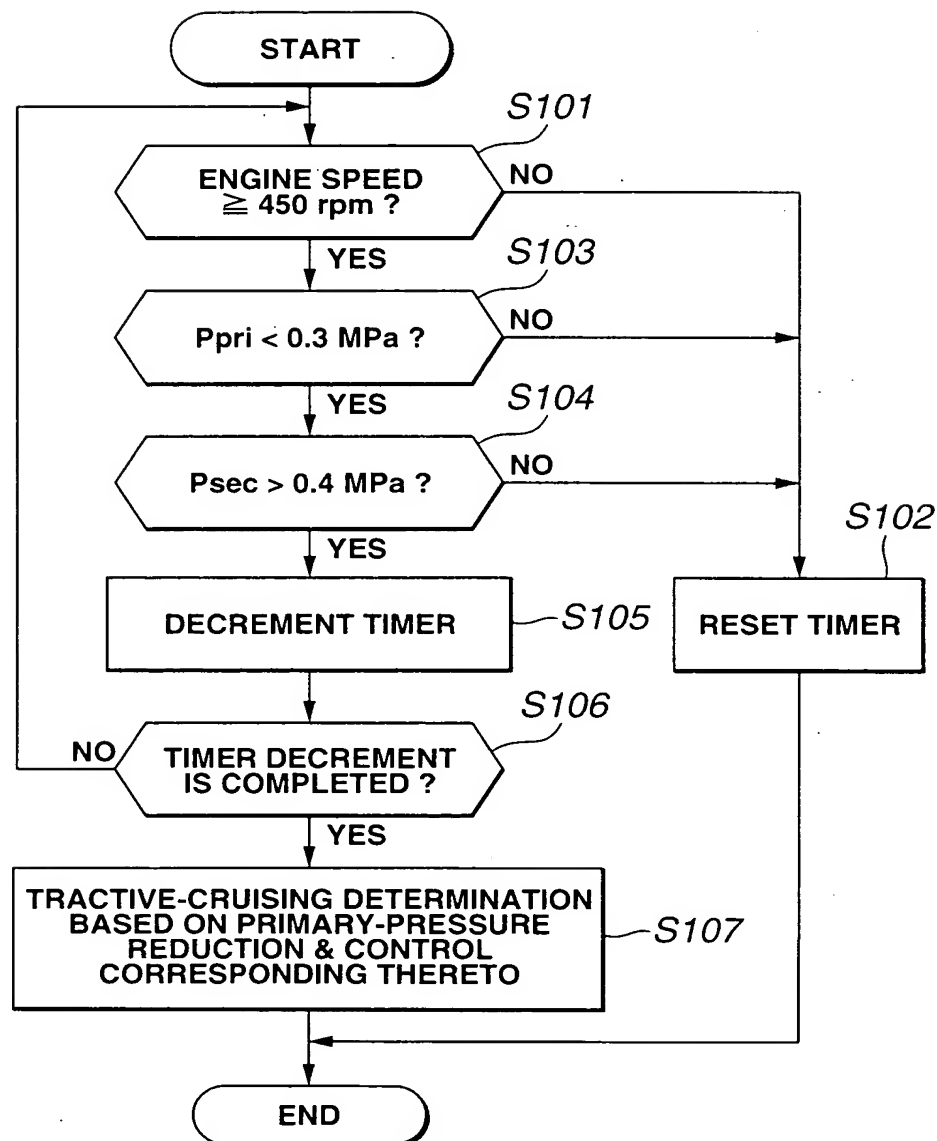 START
S101
ENGINE SPEED
≧ 450 rpm ?
NO
YES
S103
Ppri < 0.3 MPa ?
NO
YES
S104
Psec > 0.4 MPa ?
NO
YES
S102
DECREMENT TIMER
S105
RESET TIMER
S106
NO
TIMER DECREMENT
IS COMPLETED ?
YES
TRACTIVE-CRUISING DETERMINATION
BASED ON PRIMARY-PRESSURE
REDUCTION & CONTROL
CORRESPONDING THERETO
S107
END